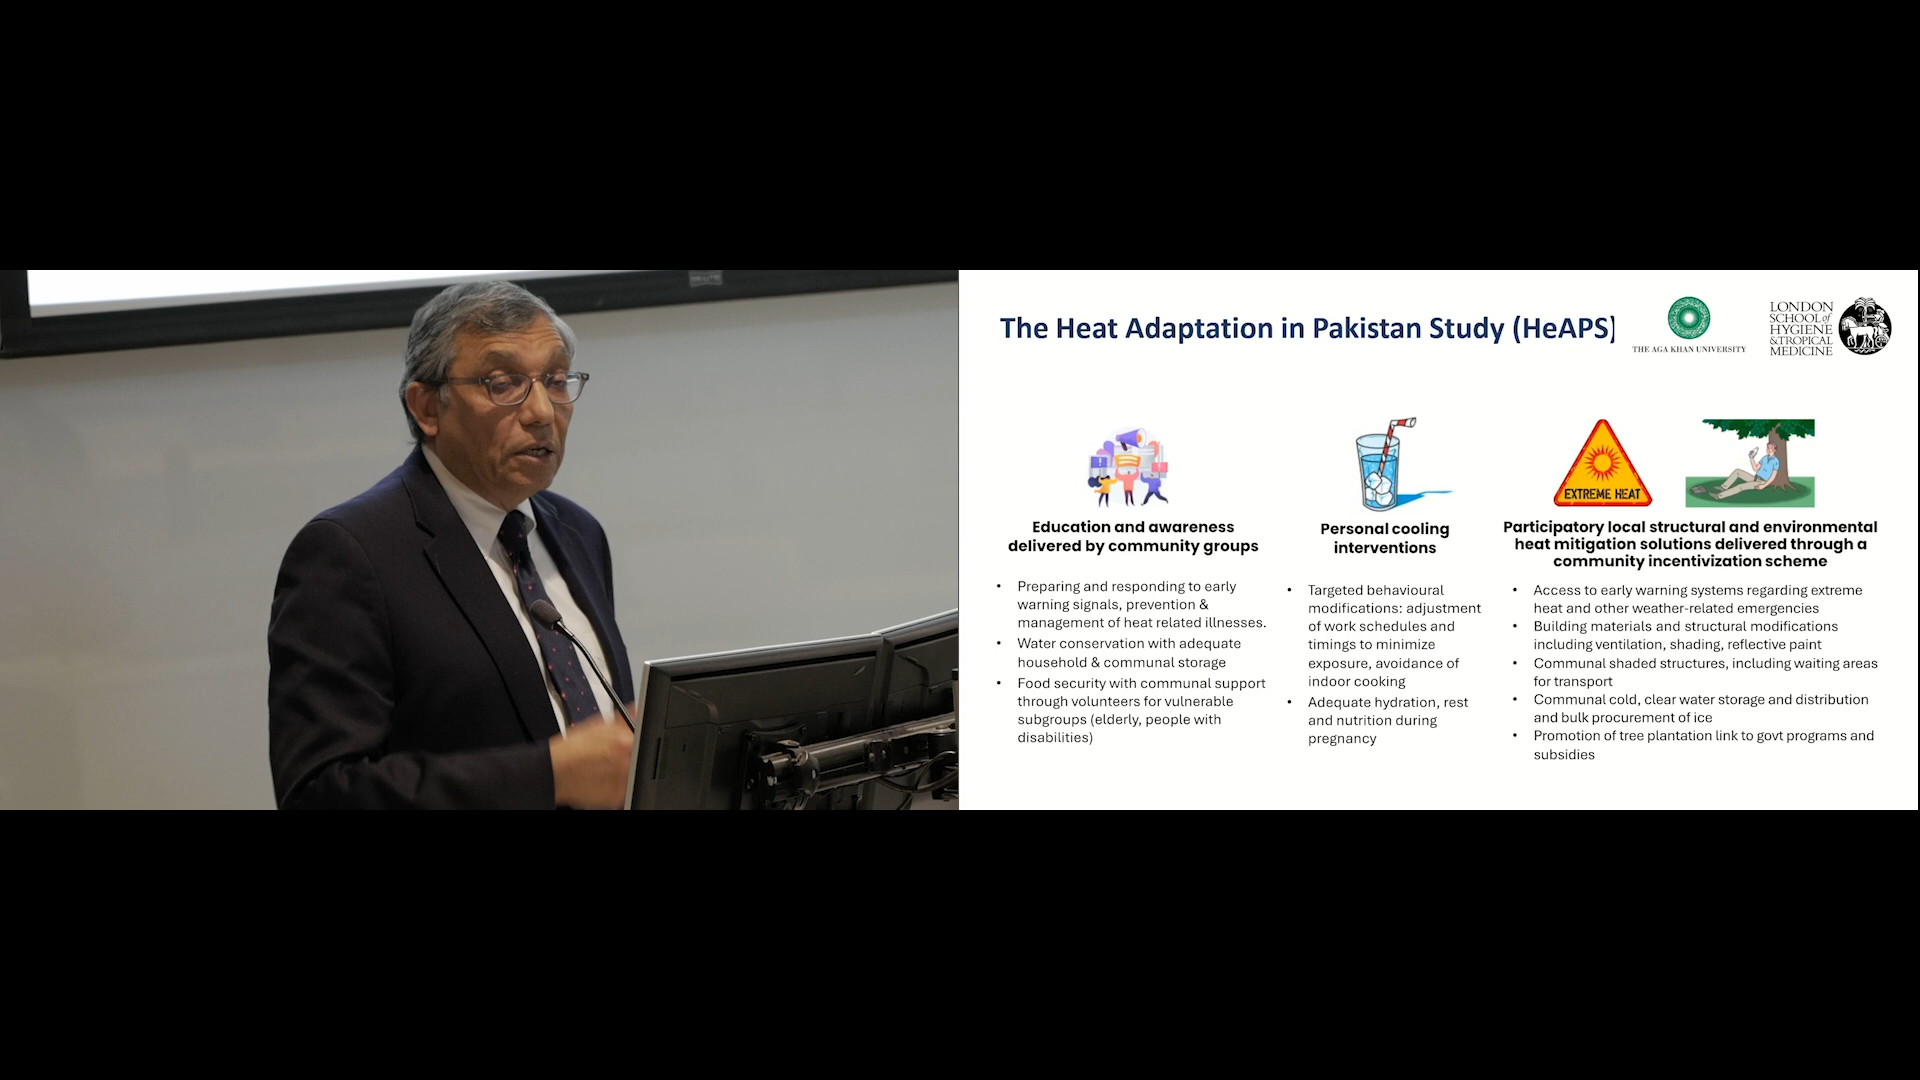 The Heat Adaptation in Pakistan Study (HeAPS)
THE AGA KHAN UNIVERSITY
LONDON
SCHOOL of
HYGIENE
& TROPICAL
MEDICINE
EXTREME HEAT
Education and awareness
delivered by community groups
• Preparing and responding to early
warning signals, prevention &
management of heat related illnesses.
• Water conservation with adequate
household & communal storage
• Food security with communal support
through volunteers for vulnerable
subgroups (elderly, people with
disabilities)
Personal cooling
interventions
• Targeted behavioural
modifications: adjustment
of work schedules and
timings to minimize
exposure, avoidance of
indoor cooking
• Adequate hydration, rest
and nutrition during
pregnancy
Participatory local structural and environmental
heat mitigation solutions delivered through a
community incentivization scheme
• Access to early warning systems regarding extreme
heat and other weather-related emergencies
• Building materials and structural modifications
including ventilation, shading, reflective paint
• Communal shaded structures, including waiting areas
for transport
• Communal cold, clear water storage and distribution
and bulk procurement of ice
• Promotion of tree plantation link to govt programs and
subsidies